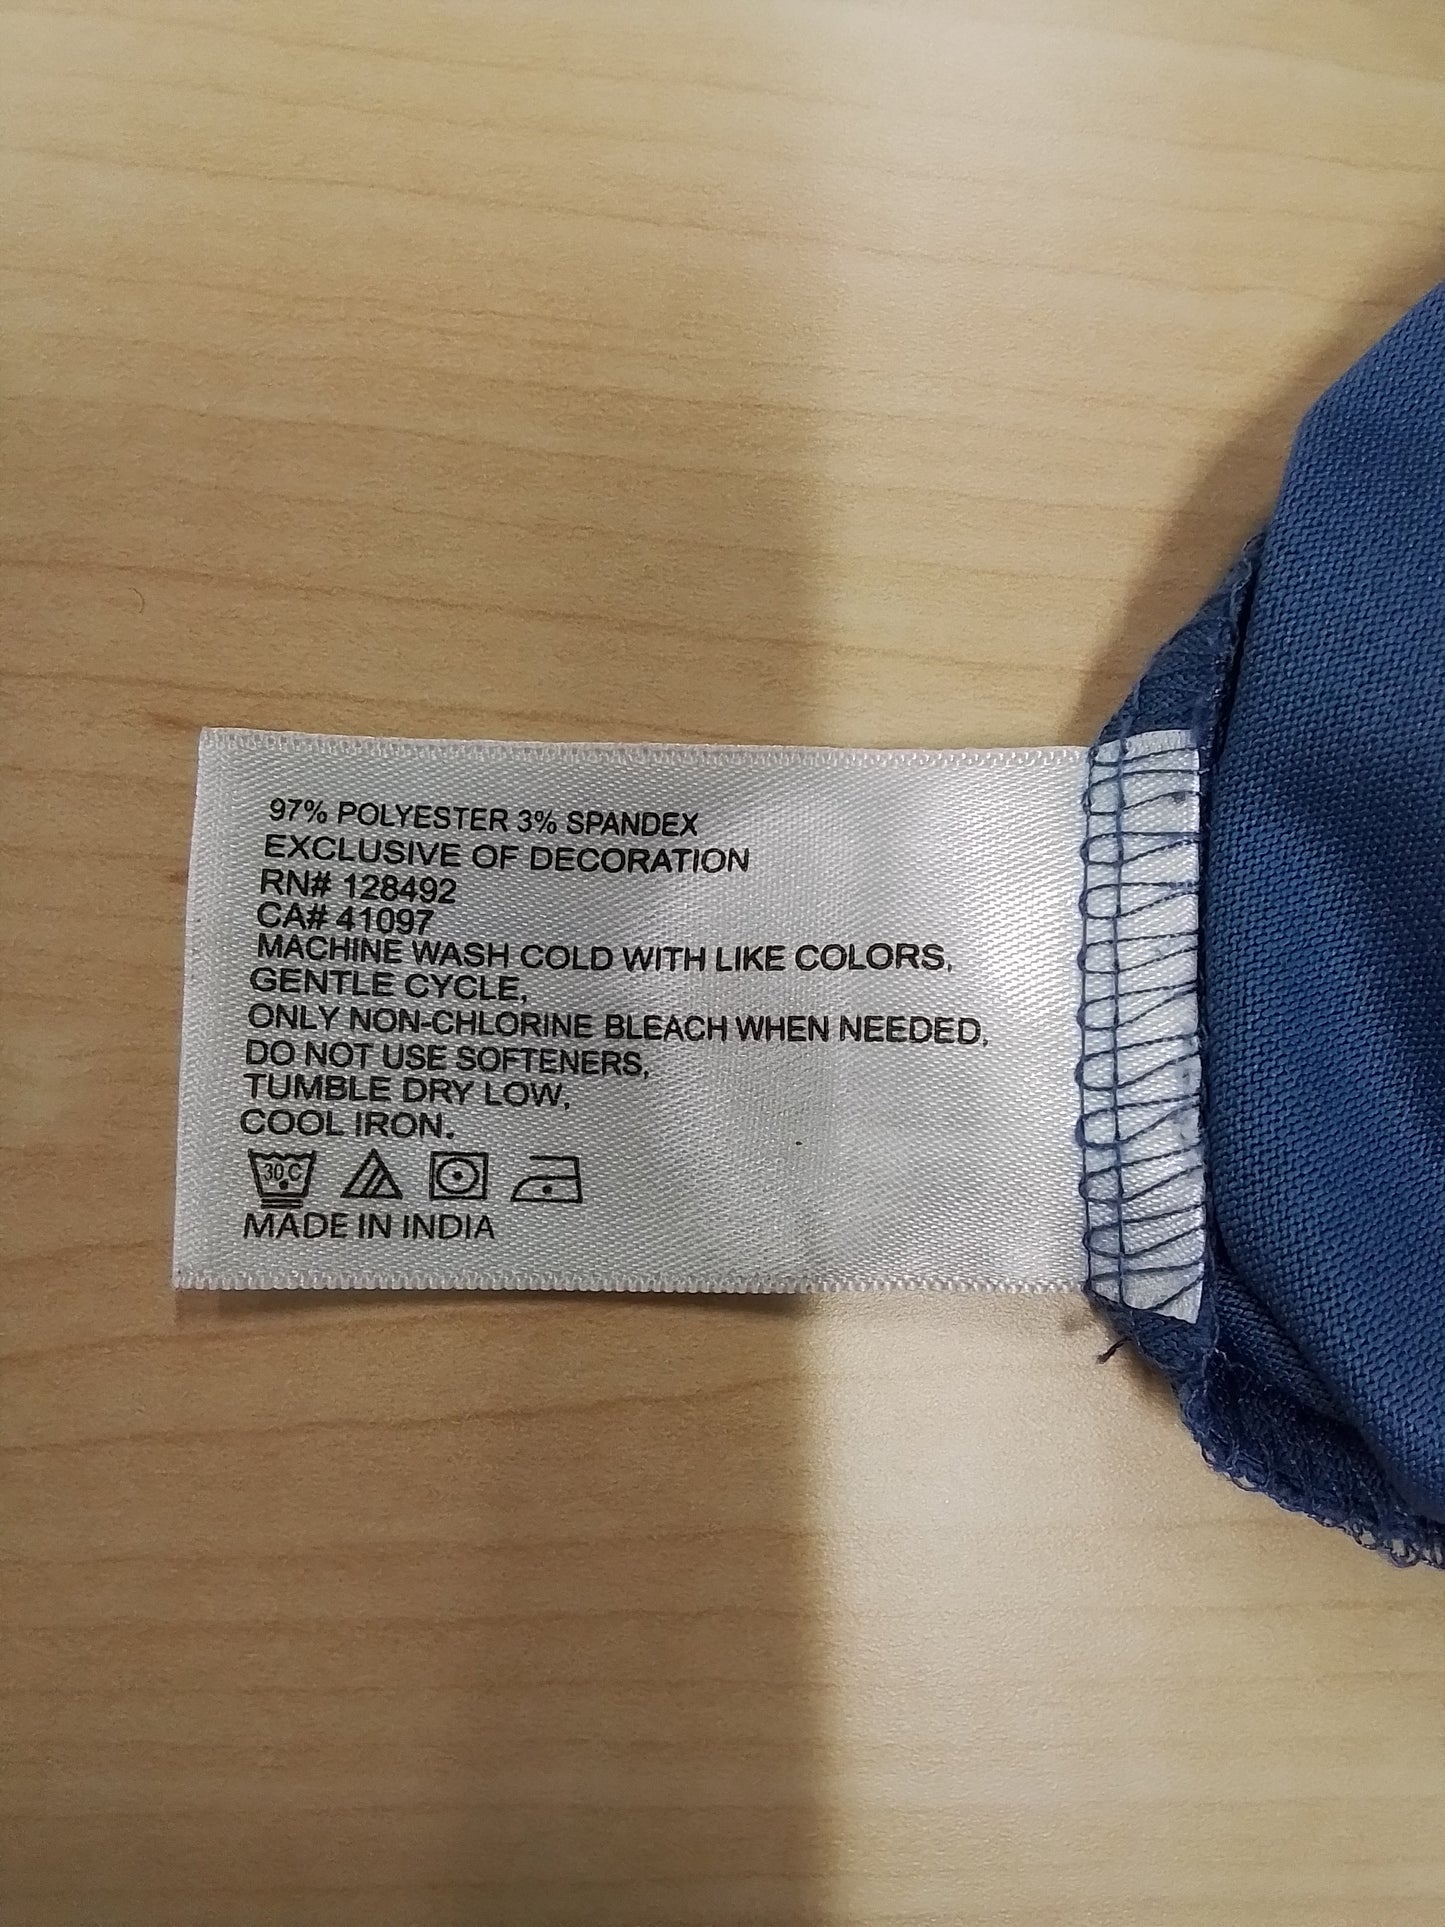 97% POLYESTER 3% SPANDEX
EXCLUSIVE OF DECORATION
RN# 128492
CA# 41097
MACHINE WASH COLD WITH LIKE COLORS,
GENTLE CYCLE,
ONLY NON-CHLORINE BLEACH WHEN NEEDED,
DO NOT USE SOFTENERS,
TUMBLE DRY LOW,
COOL IRON.
30 C
MADE IN INDIA